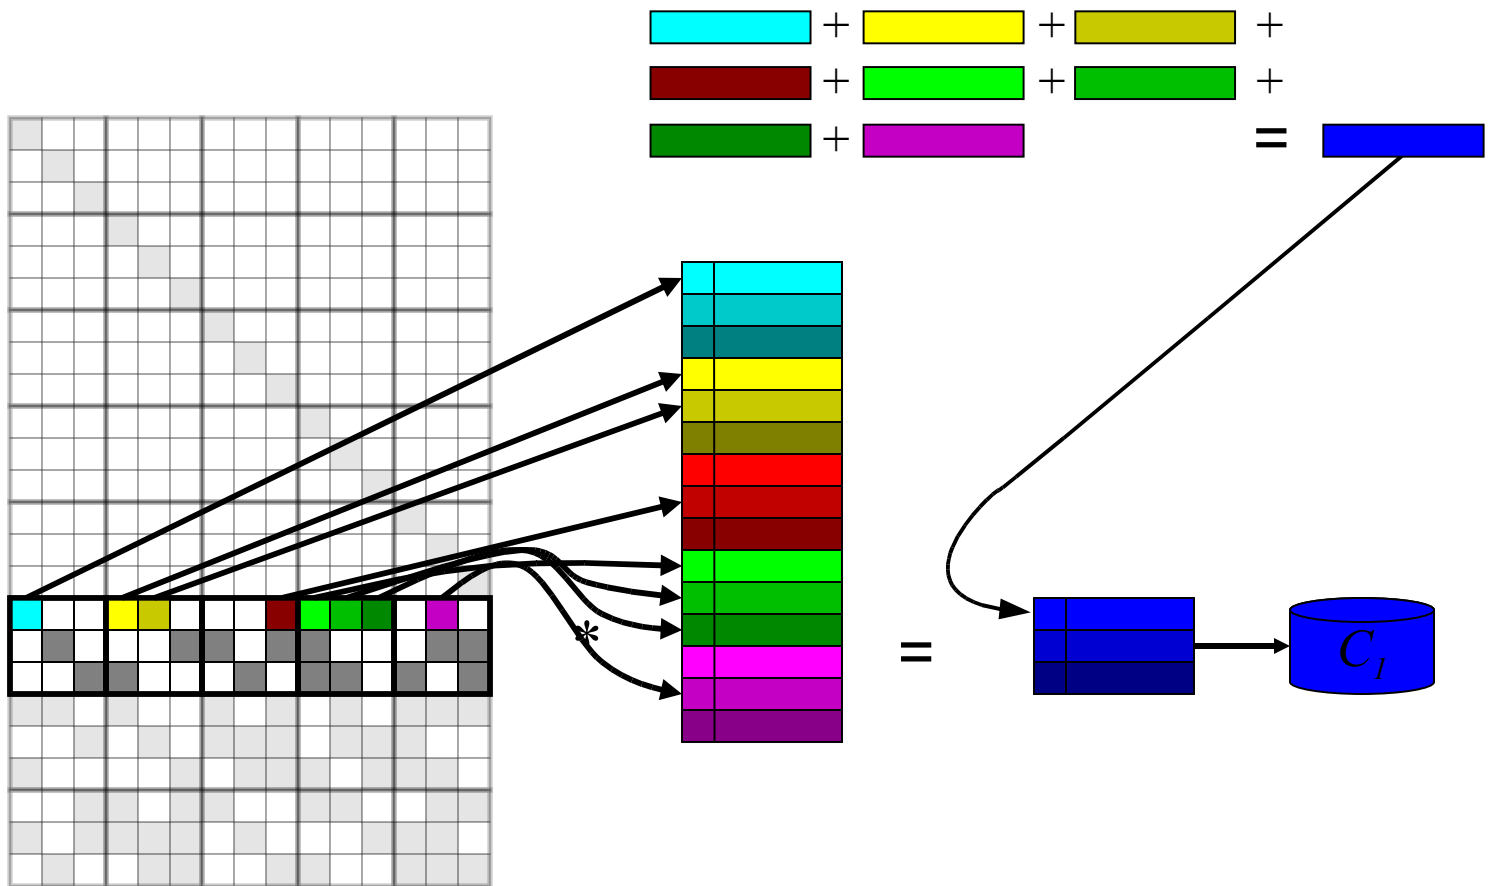 + + +
+ + +
+ =
*
=
C₁